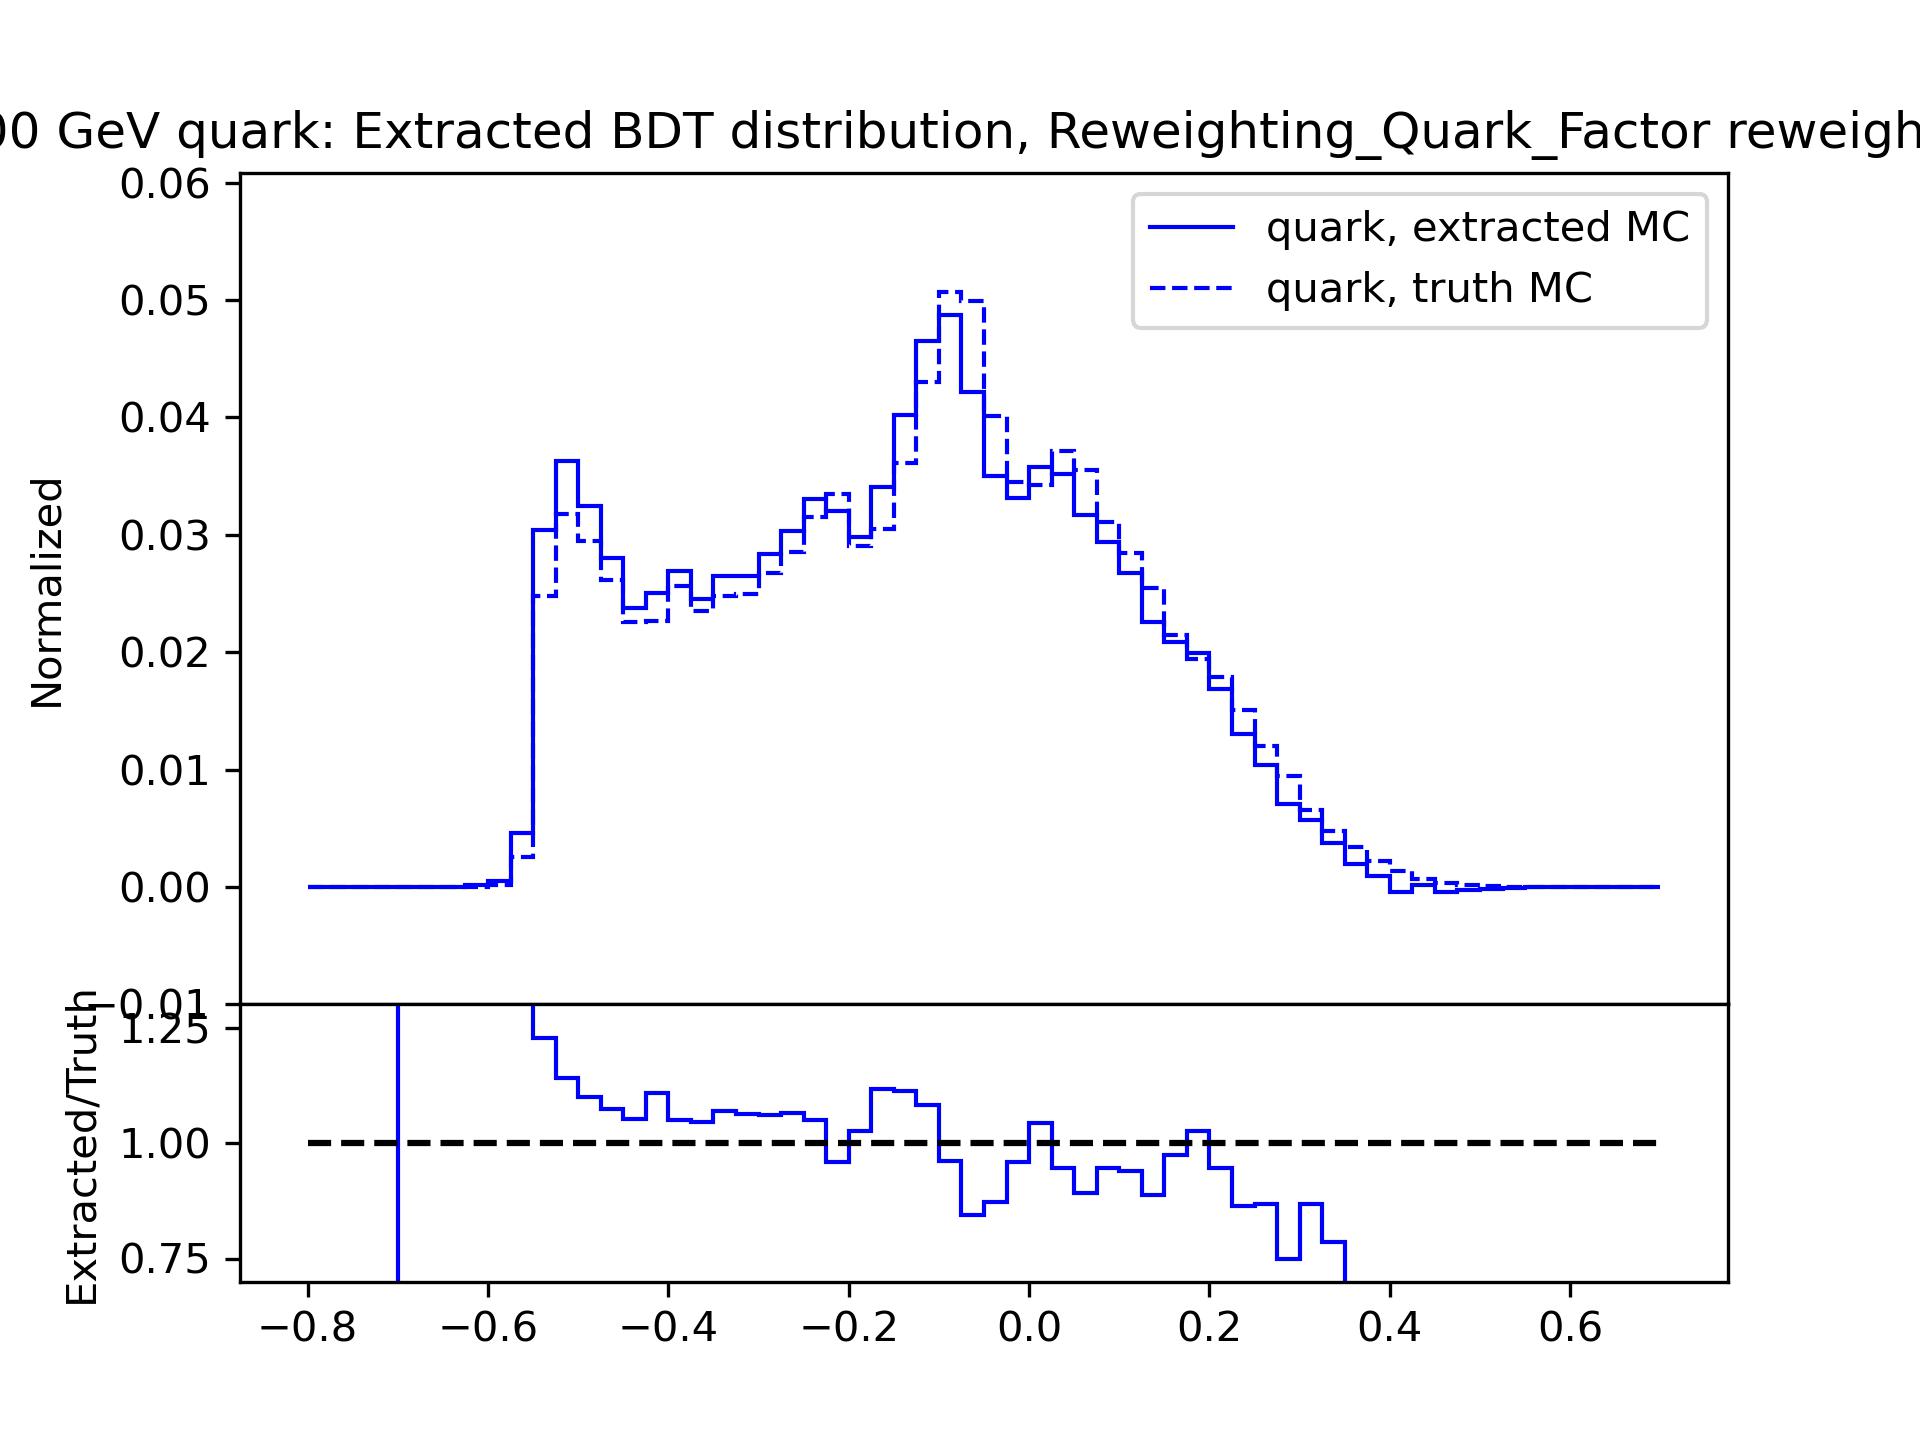 00 GeV quark: Extracted BDT distribution, Reweighting_Quark_Factor reweigh
0.06
quark, extracted MC
quark, truth MC
0.05
0.04
0.03
0.02
0.01
0.00
−0.01
Normalized
1.25
1.00
0.75
Extracted/Truth
−0.8 −0.6 −0.4 −0.2 0.0 0.2 0.4 0.6